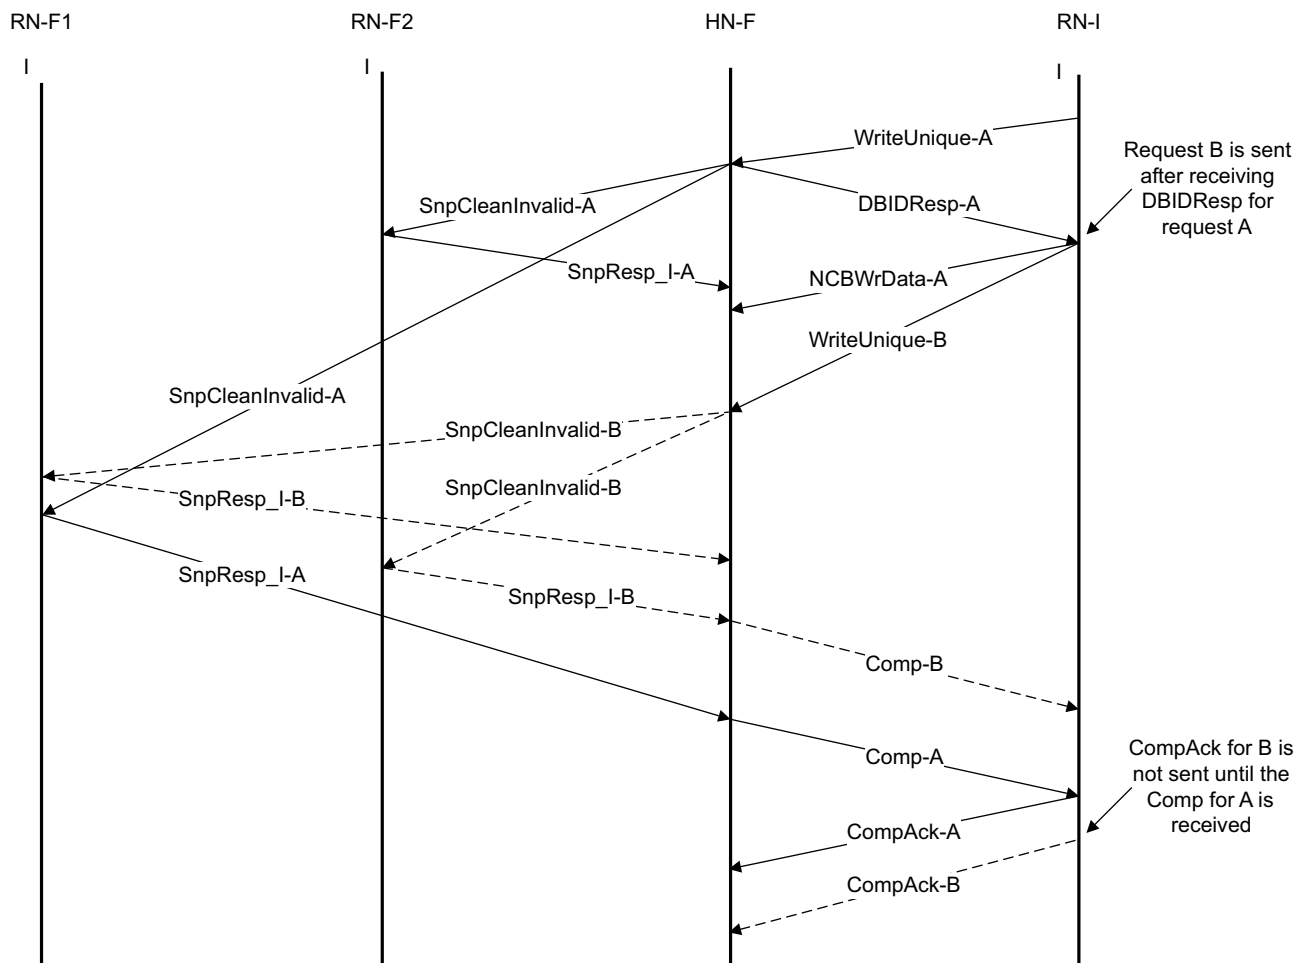 RN-F1
RN-F2
HN-F
RN-I
I
I
I
WriteUnique-A
Request B is sent
after receiving
DBIDResp for
request A
SnpCleanInvalid-A
DBIDResp-A
SnpResp_I-A
NCBWrData-A
WriteUnique-B
SnpCleanInvalid-A
SnpCleanInvalid-B
SnpCleanInvalid-B
SnpResp_I-B
SnpResp_I-A
SnpResp_I-B
Comp-B
Comp-A
CompAck for B is
not sent until the
Comp for A is
received
CompAck-A
CompAck-B